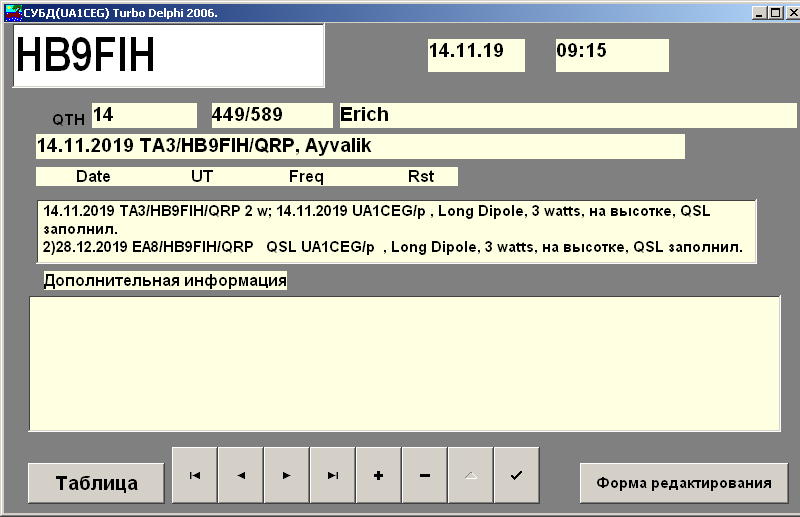 СУБД(UA1CEG) Turbo Delphi 2006.
HB9FIH
14.11.19 09:15
QTH 14 449/589 Erich
14.11.2019 TA3/HB9FIH/QRP, Ayvalik
Date UT Freq Rst
14.11.2019 TA3/HB9FIH/QRP 2 w; 14.11.2019 UA1CEG/p , Long Dipole, 3 watts, на высотке, QSL
заполнил.
2)28.12.2019 EA8/HB9FIH/QRP QSL UA1CEG/p , Long Dipole, 3 watts, на высотке, QSL заполнил.
Дополнительная информация
Таблица
Форма редактирования